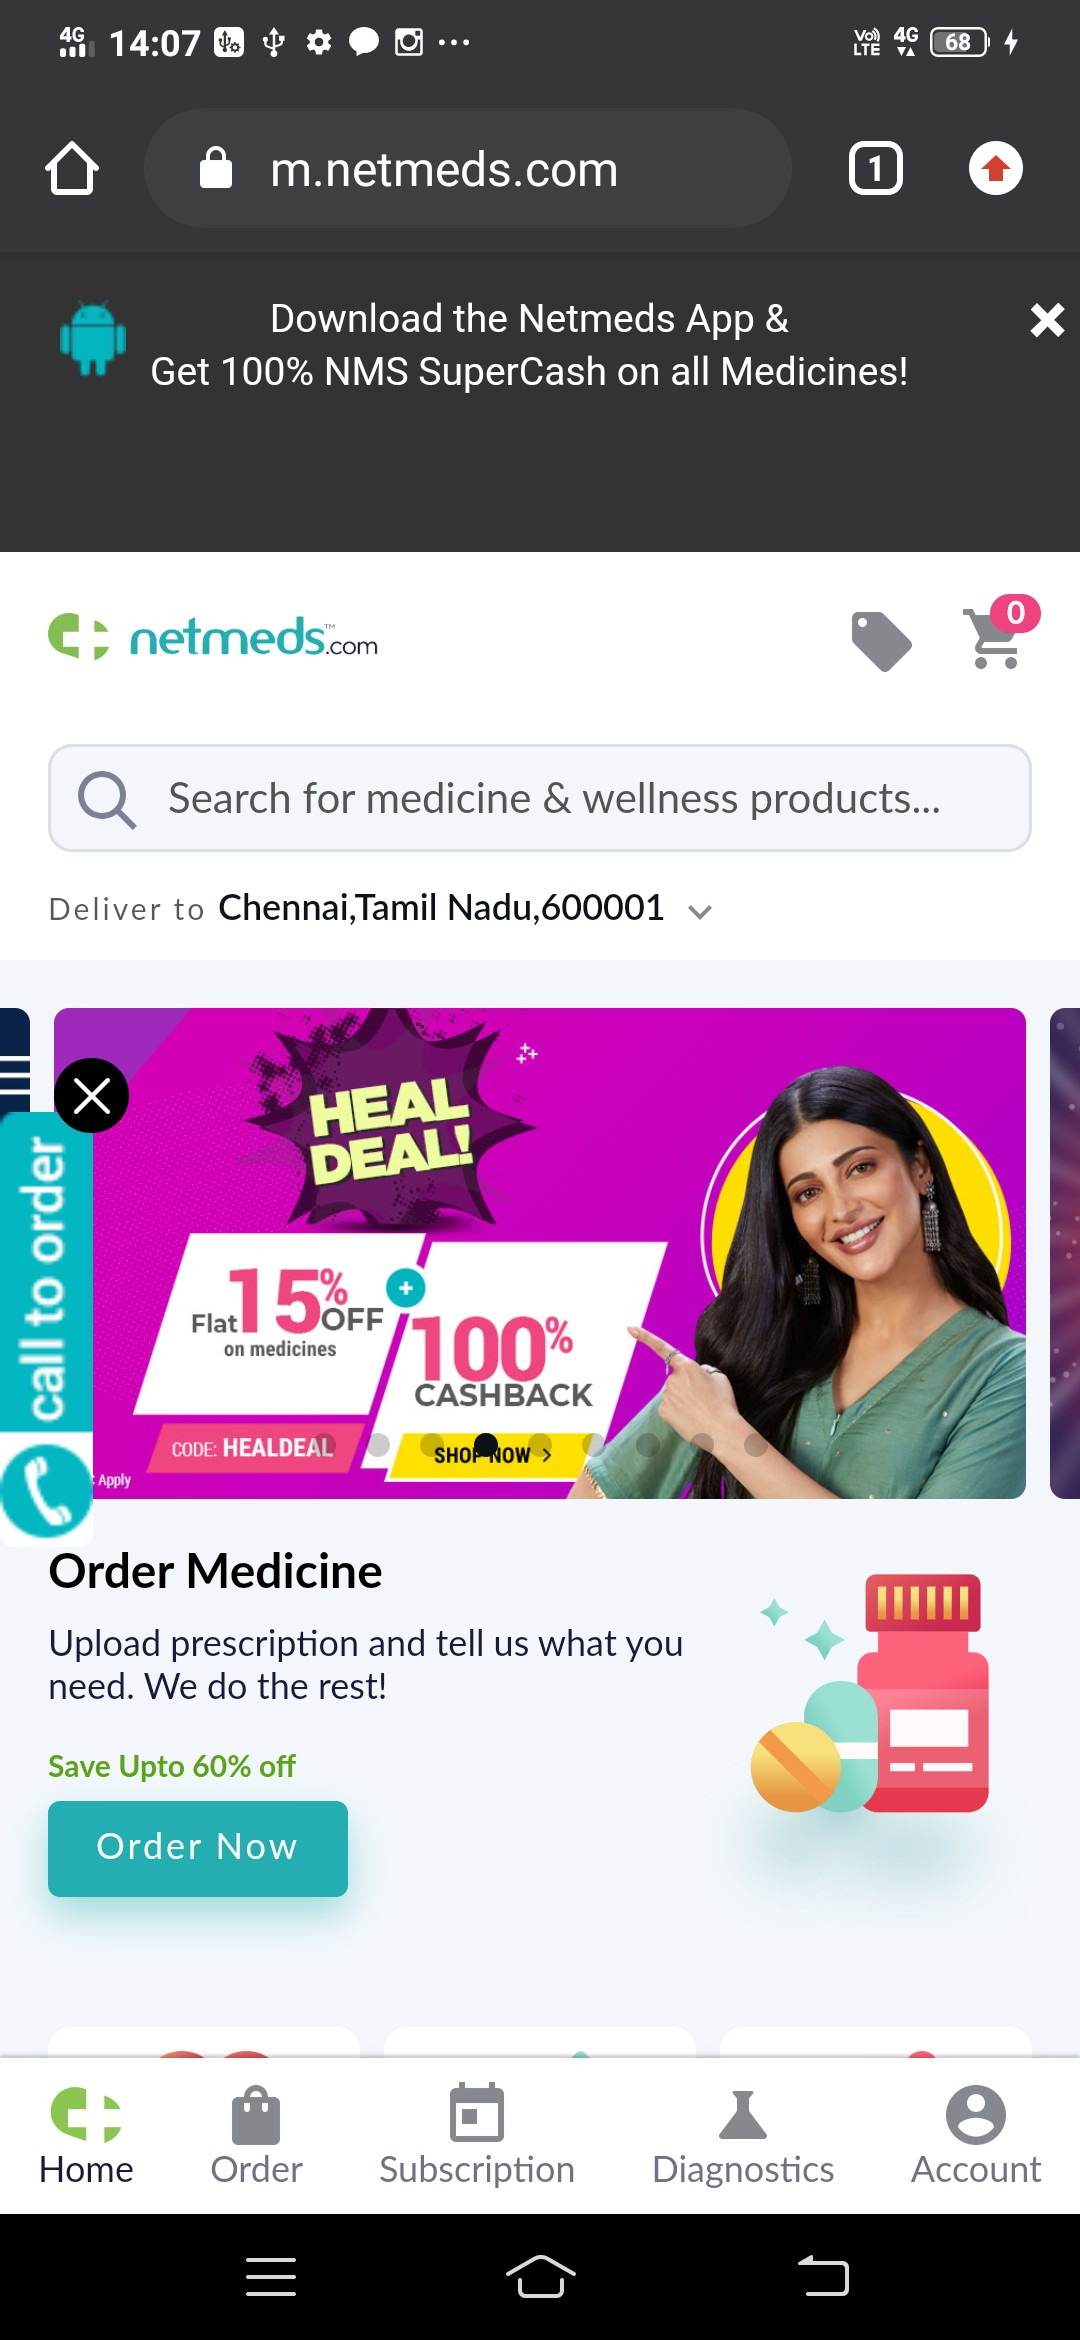 4G 14:07 Vo) LTE 4G 68
m.netmeds.com 1
Download the Netmeds App &
Get 100% NMS SuperCash on all Medicines!
netmeds.com™ 0
Search for medicine & wellness products...
Deliver to Chennai,Tamil Nadu,600001
HEAL
DEAL!
Flat 15% OFF
on medicines
+
100%
CASHBACK
CODE: HEALDEAL
SHOP NOW >
Apply
call to order
Order Medicine
Upload prescription and tell us what you
need. We do the rest!
Save Upto 60% off
Order Now
Home Order Subscription Diagnostics Account